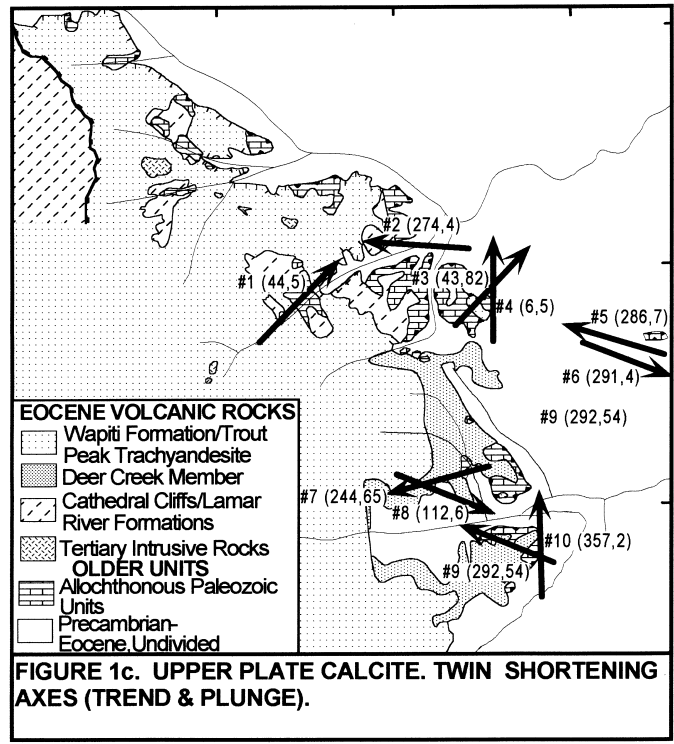 #2 (274,4)
#1 (44,5)
#3 (43,82)
#4 (6,5)
#5 (286,7)
#6 (291,4)
#9 (292,54)
#7 (244,65)
#8 (112,6)
#10 (357,2)
#9 (292,54)
EOCENE VOLCANIC ROCKS
Wapiti Formation/Trout
Peak Trachyandesite
Deer Creek Member
Cathedral Cliffs/Lamar
River Formations
Tertiary Intrusive Rocks
OLDER UNITS
Allochthonous Paleozoic
Units
Precambrian-
Eocene,Undivided
FIGURE 1c. UPPER PLATE CALCITE. TWIN SHORTENING
AXES (TREND & PLUNGE).